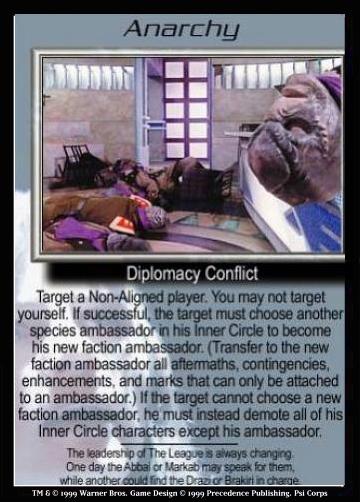 Anarchy
Diplomacy Conflict
Target a Non-Aligned player. You may not target
yourself. If successful, the target must choose another
species ambassador in his Inner Circle to become
his new faction ambassador. (Transfer to the new
faction ambassador all aftermaths, contingencies,
enhancements, and marks that can only be attached
to an ambassador.) If the target cannot choose a new
faction ambassador, he must instead demote all of his
Inner Circle characters except his ambassador.
The leadership of The League is always changing.
One day the Abbai or Markab may speak for them,
while another could find the Drazi or Brakiri in charge.
TM & © 1999 Warner Bros. Game Design © 1999 Precedence Publishing. Psi Corps